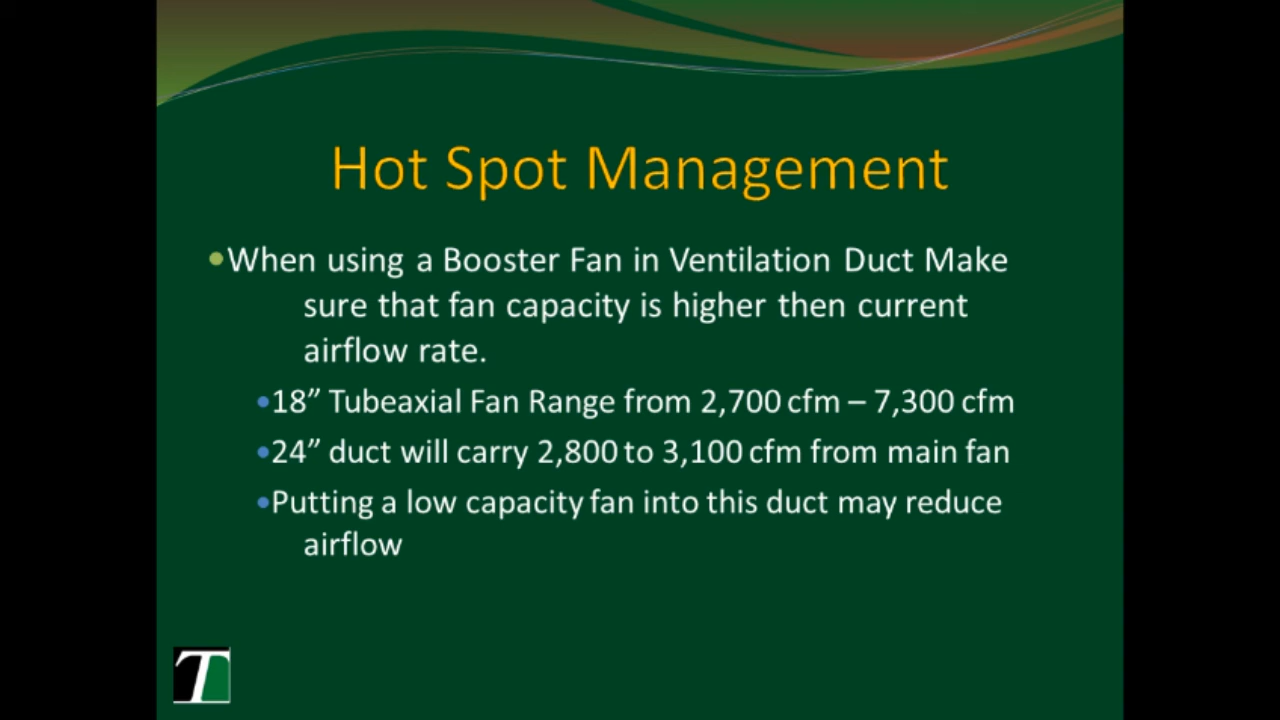 Hot Spot Management
•When using a Booster Fan in Ventilation Duct Make
sure that fan capacity is higher then current
airflow rate.
•18” Tubeaxial Fan Range from 2,700 cfm – 7,300 cfm
•24” duct will carry 2,800 to 3,100 cfm from main fan
•Putting a low capacity fan into this duct may reduce
airflow
T